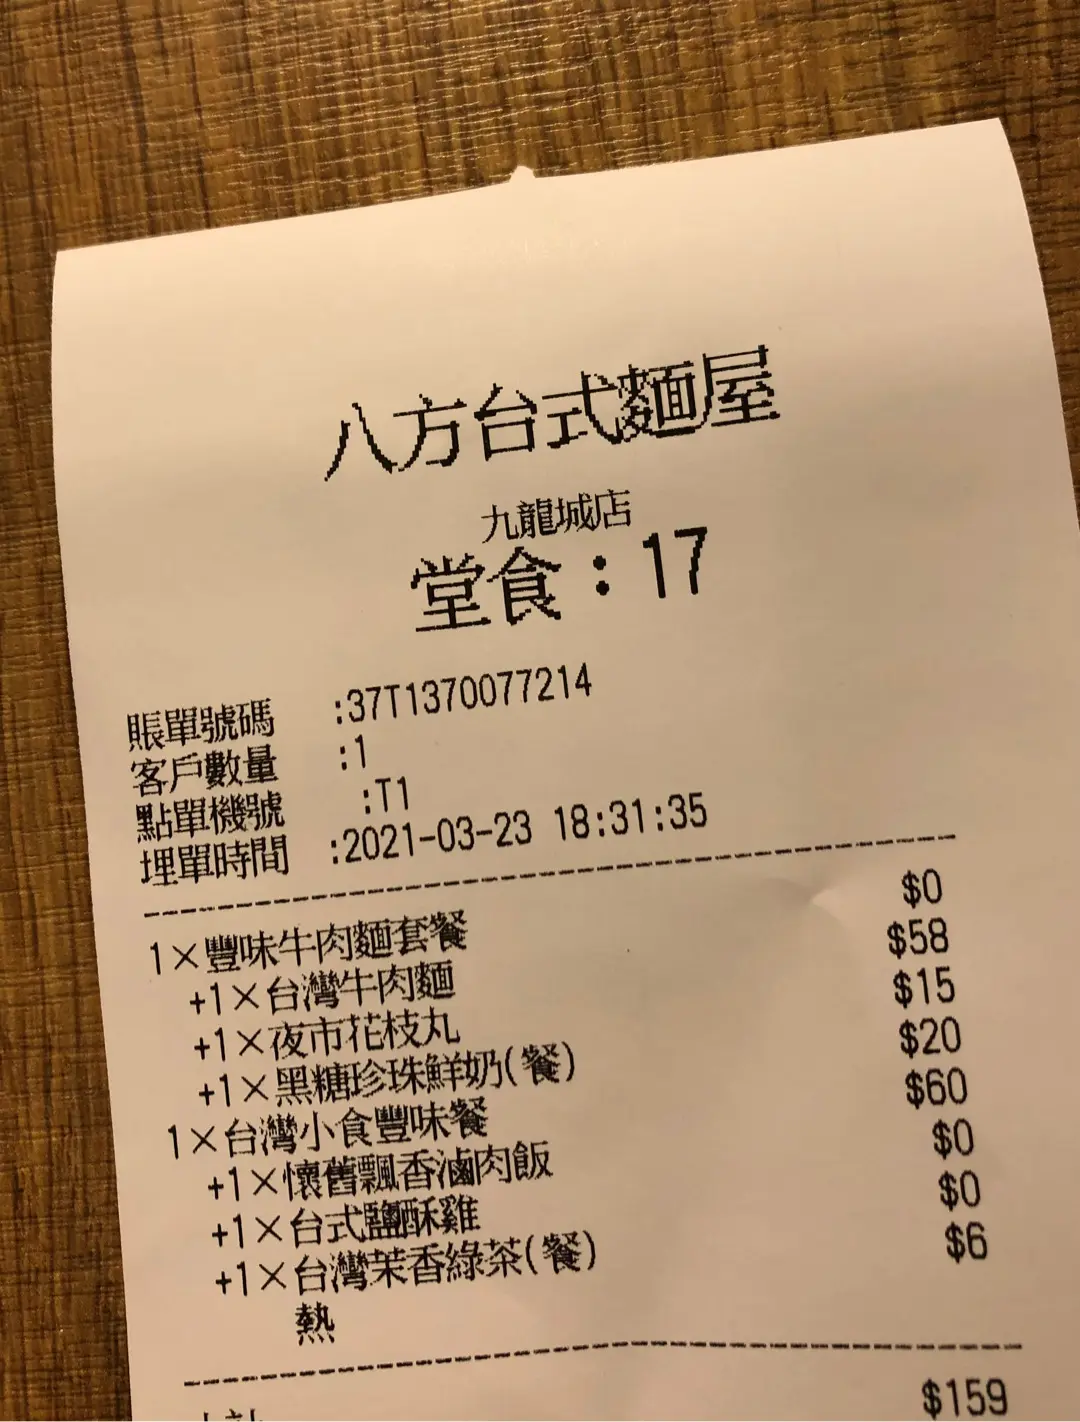 八方台式麵屋
九龍城店
堂食：17
賬單號碼 :37T1370077214
客戶數量 :1
點單機號 :T1
埋單時間 :2021-03-23 18:31:35
1×豐味牛肉麵套餐 $0
+1×台灣牛肉麵 $58
+1×夜市花枝丸 $15
+1×黑糖珍珠鮮奶(餐) $20
1×台灣小食豐味餐 $60
+1×懷舊飄香滷肉飯 $0
+1×台式鹽酥雞 $0
+1×台灣茉香綠茶(餐) $6
熱
$159